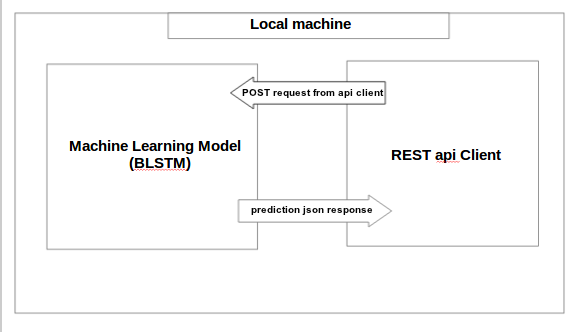 Local machine
POST request from api client
Machine Learning Model
(BLSTM)
REST api Client
prediction json response